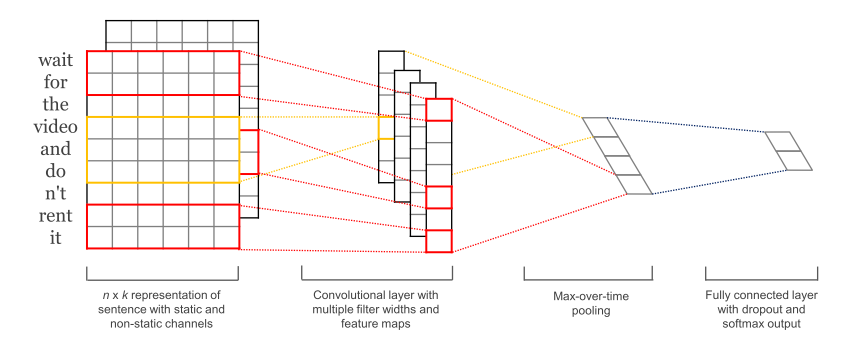 wait
for
the
video
and
do
n't
rent
it
n x k representation of
sentence with static and
non-static channels
Convolutional layer with
multiple filter widths and
feature maps
Max-over-time
pooling
Fully connected layer
with dropout and
softmax output